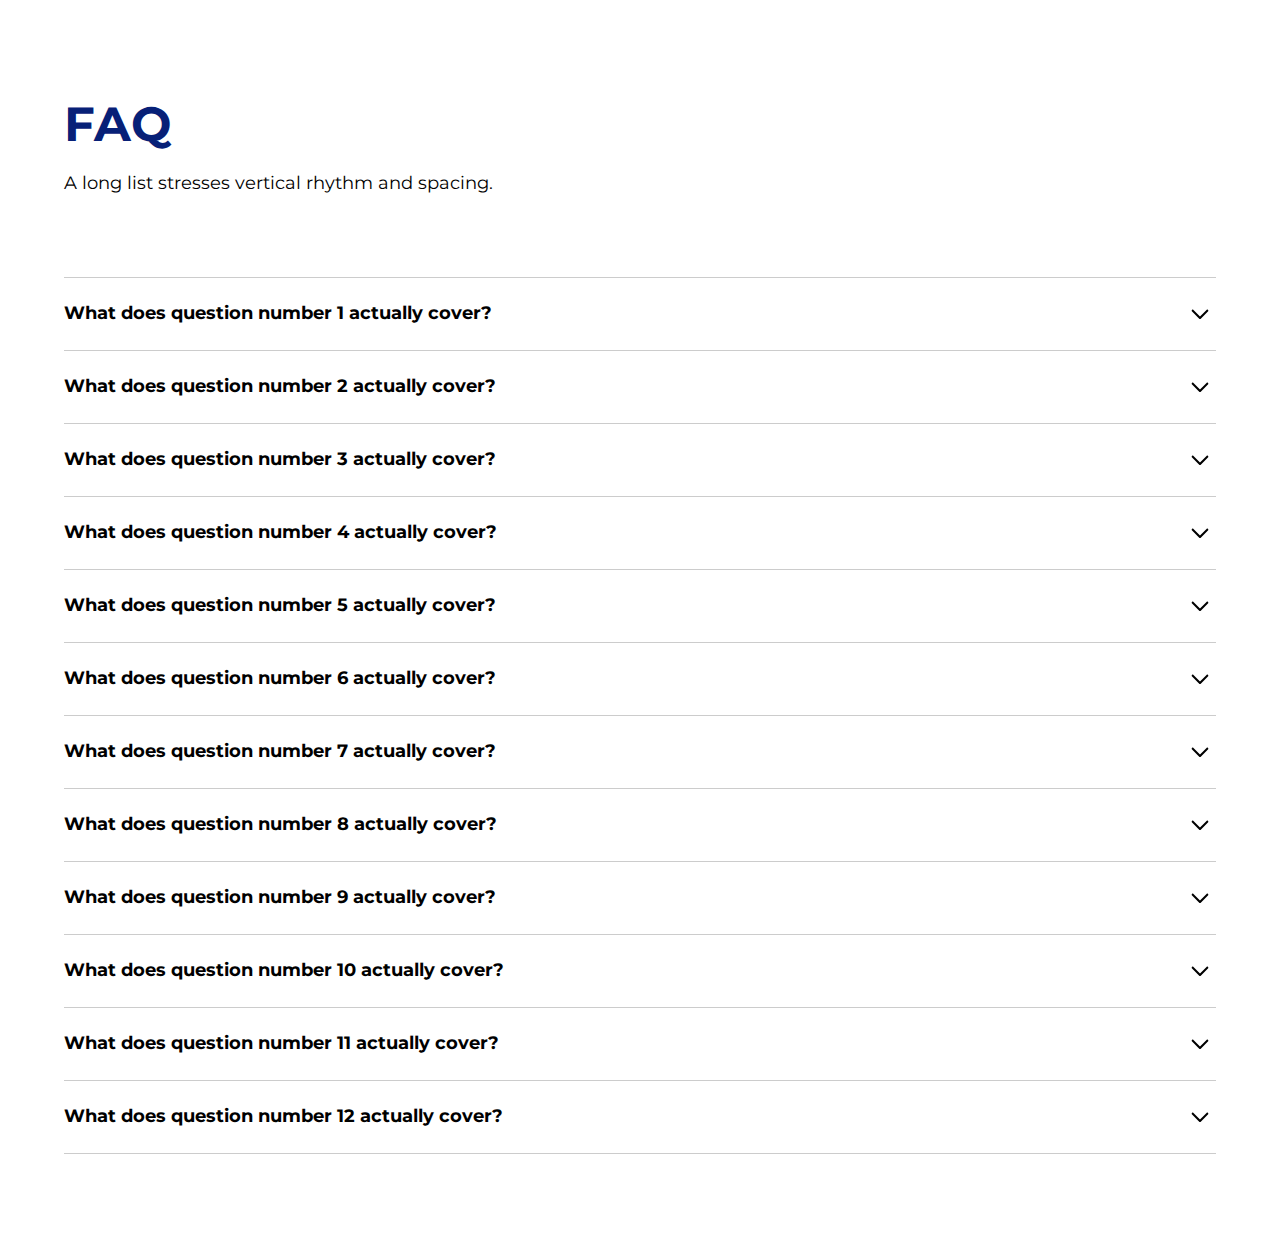 FAQ
A long list stresses vertical rhythm and spacing.
What does question number 1 actually cover?
What does question number 2 actually cover?
What does question number 3 actually cover?
What does question number 4 actually cover?
What does question number 5 actually cover?
What does question number 6 actually cover?
What does question number 7 actually cover?
What does question number 8 actually cover?
What does question number 9 actually cover?
What does question number 10 actually cover?
What does question number 11 actually cover?
What does question number 12 actually cover?